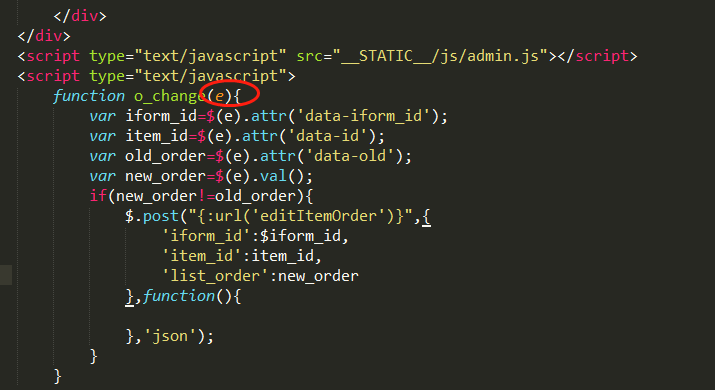 </div>
</div>
<script type="text/javascript" src="__STATIC__/js/admin.js"></script>
<script type="text/javascript">
function o_change(e){
var iform_id=$(e).attr('data-iform_id');
var item_id=$(e).attr('data-id');
var old_order=$(e).attr('data-old');
var new_order=$(e).val();
if(new_order!=old_order){
$.post("{:url('editItemOrder')}",{
'iform_id':$iform_id,
'item_id':item_id,
'list_order':new_order
},function(){
},'json');
}
}